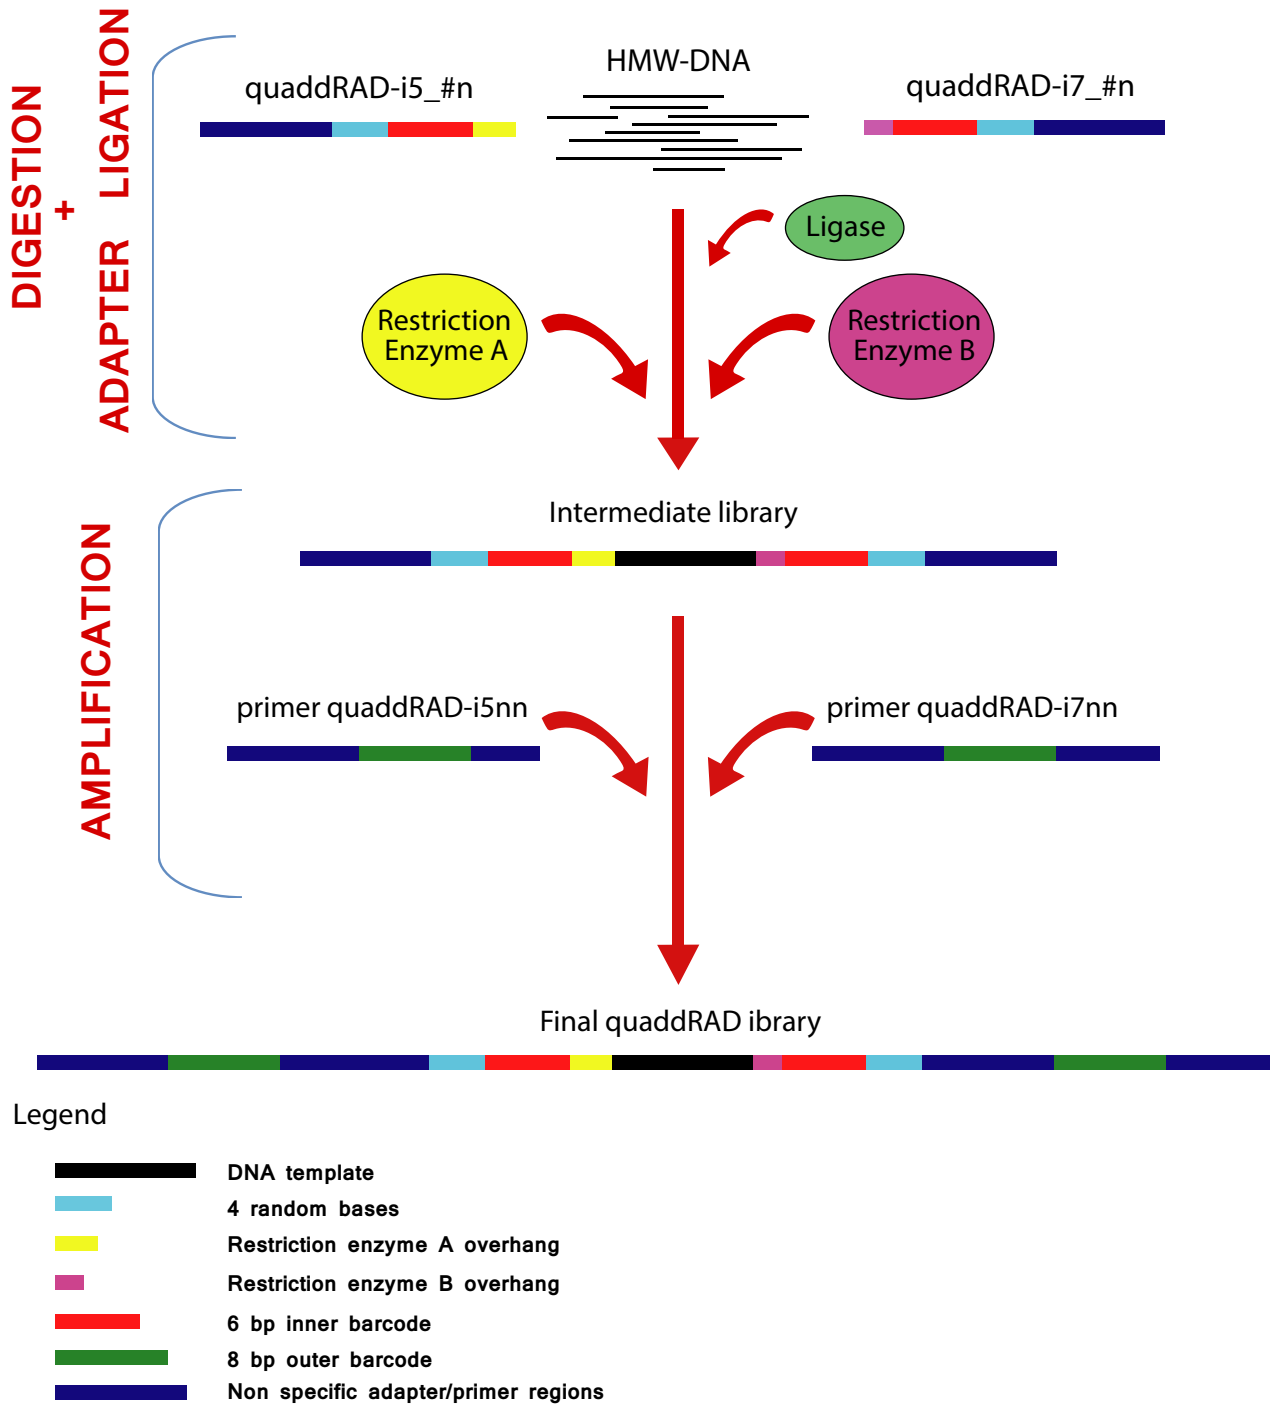 DIGESTION
+
ADAPTER LIGATION
quaddRAD-i5_#n
HMW-DNA
quaddRAD-i7_#n
Ligase
Restriction
Enzyme A
Restriction
Enzyme B
AMPLIFICATION
Intermediate library
primer quaddRAD-i5nn
primer quaddRAD-i7nn
Final quaddRAD ibrary
Legend
DNA template
4 random bases
Restriction enzyme A overhang
Restriction enzyme B overhang
6 bp inner barcode
8 bp outer barcode
Non specific adapter/primer regions